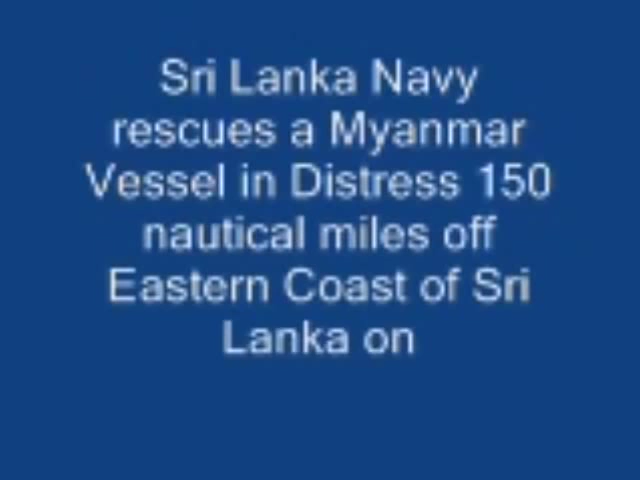 Sri Lanka Navy
rescues a Myanmar
Vessel in Distress 150
nautical miles off
Eastern Coast of Sri
Lanka on